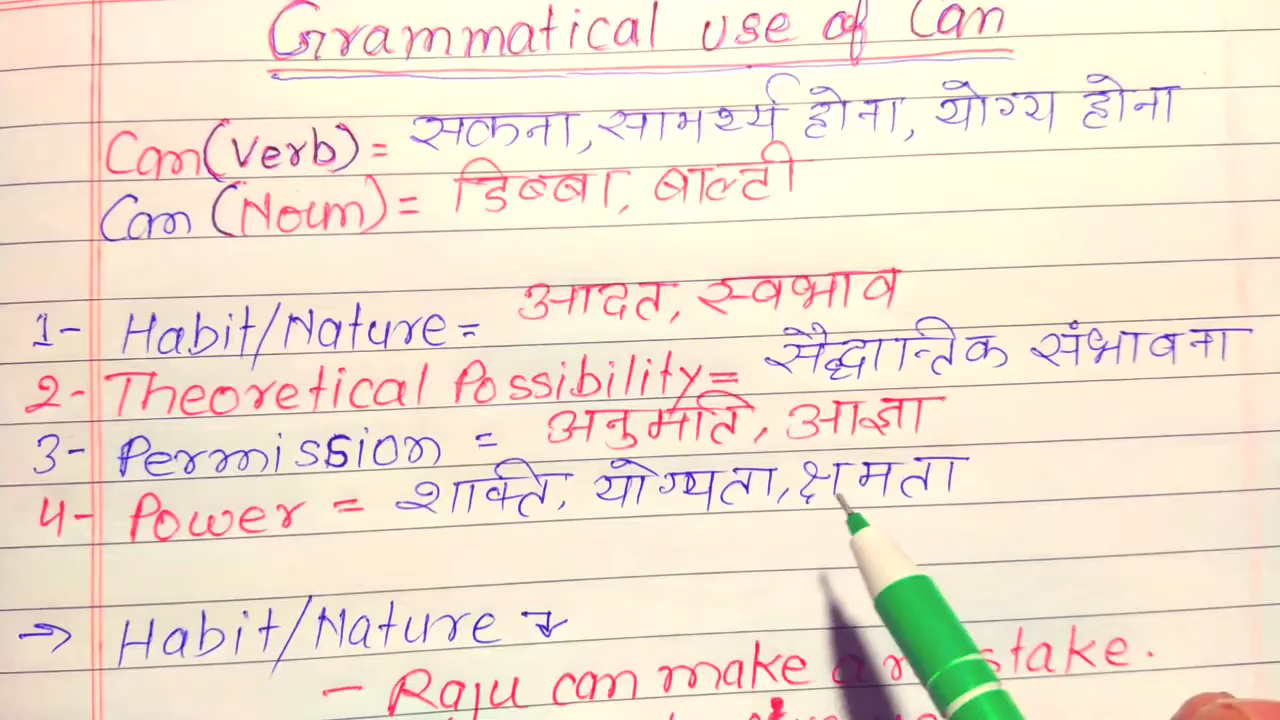 Grammatical use of Can
Can (Verb) = सकना, सामर्थ्य होना, योग्य होना
Can (Noun) = डिब्बा, बाल्टी
1- Habit/Nature = आदत, स्वभाव
2- Theoretical Possibility = सैद्धान्तिक संभावना
3- Permission = अनुमति, आज्ञा
4- Power = शक्ति, योग्यता, क्षमता
→ Habit/Nature
- Raju can make a